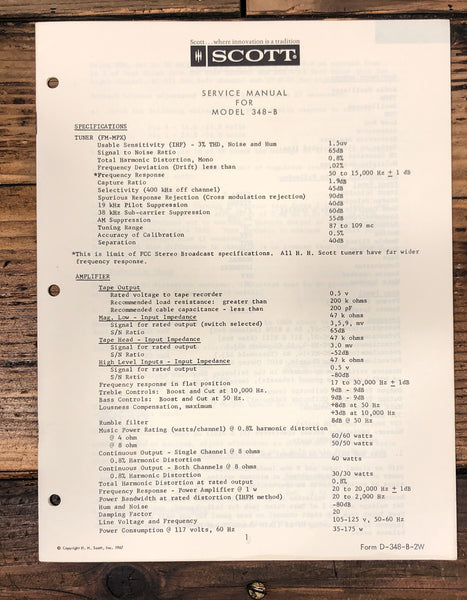 Scott...where innovation is a tradition
SCOTT®
SERVICE MANUAL
FOR
MODEL 348-B
SPECIFICATIONS
TUNER (FM-MPX)
Usable Sensitivity (IHF) - 3% THD, Noise and Hum 1.5uv
Signal to Noise Ratio 65dB
Total Harmonic Distortion, Mono 0.8%
Frequency Deviation (Drift) less than .02%
*Frequency Response 50 to 15,000 Hz ± 1 dB
Capture Ratio 1.9dB
Selectivity (400 kHz off channel) 45dB
Spurious Response Rejection (Cross modulation rejection) 90dB
19 kHz Pilot Suppression 40dB
38 kHz Sub-carrier Suppression 60dB
AM Suppression 55dB
Tuning Range 87 to 109 mc
Accuracy of Calibration 0.5%
Separation 40dB
*This is limit of FCC Stereo Broadcast specifications. All H. H. Scott tuners have far wider
frequency response.
AMPLIFIER
Tape Output
Rated voltage to tape recorder 0.5 v
Recommended load resistance: greater than 200 k ohms
Recommended cable capacitance - less than 200 pF
Mag. Low - Input Impedance 47 k ohms
Signal for rated output (switch selected) 3,5,9, mv
S/N Ratio 65dB
Tape Head - Input Impedance 47 k ohms
Signal for rated output 3.0 mv
S/N Ratio -52dB
High Level Inputs - Input Impedance 47 k ohms
Signal for rated output 0.5 v
S/N Ratio -80dB
Frequency response in flat position 17 to 30,000 Hz ± 1dB
Treble Controls: Boost and Cut at 10,000 Hz. 9dB - 9dB
Bass Controls: Boost and Cut at 50 Hz. 9dB - 9dB
Lousness Compensation, maximum +8dB at 50 Hz
+3dB at 10,000 Hz
Rumble filter 8dB @ 50 Hz
Music Power Rating (watts/channel) @ 0.8% harmonic distortion
@ 4 ohm 60/60 watts
@ 8 ohm 50/50 watts
Continuous Output - Single Channel @ 8 ohms
0.8% Harmonic Distortion 40 watts
Continuous Output - Both Channels @ 8 ohms
0.8% Harmonic Distortion 30/30 watts
Total Harmonic Distortion at rated output 0.8%
Frequency Response - Power Amplifier @ 1 w 20 to 20,000 Hz ± 1dB
Power Bandwidth at rated distortion (IHFM method) 20 to 2,000 Hz
Hum and Noise -80dB
Damping Factor 20
Line Voltage and Frequency 105-125 v, 50-60 Hz
Power Consumption @ 117 volts, 60 Hz 35-175 w
1
© Copyright H. H. Scott, Inc. 1967
Form D-348-B-2W